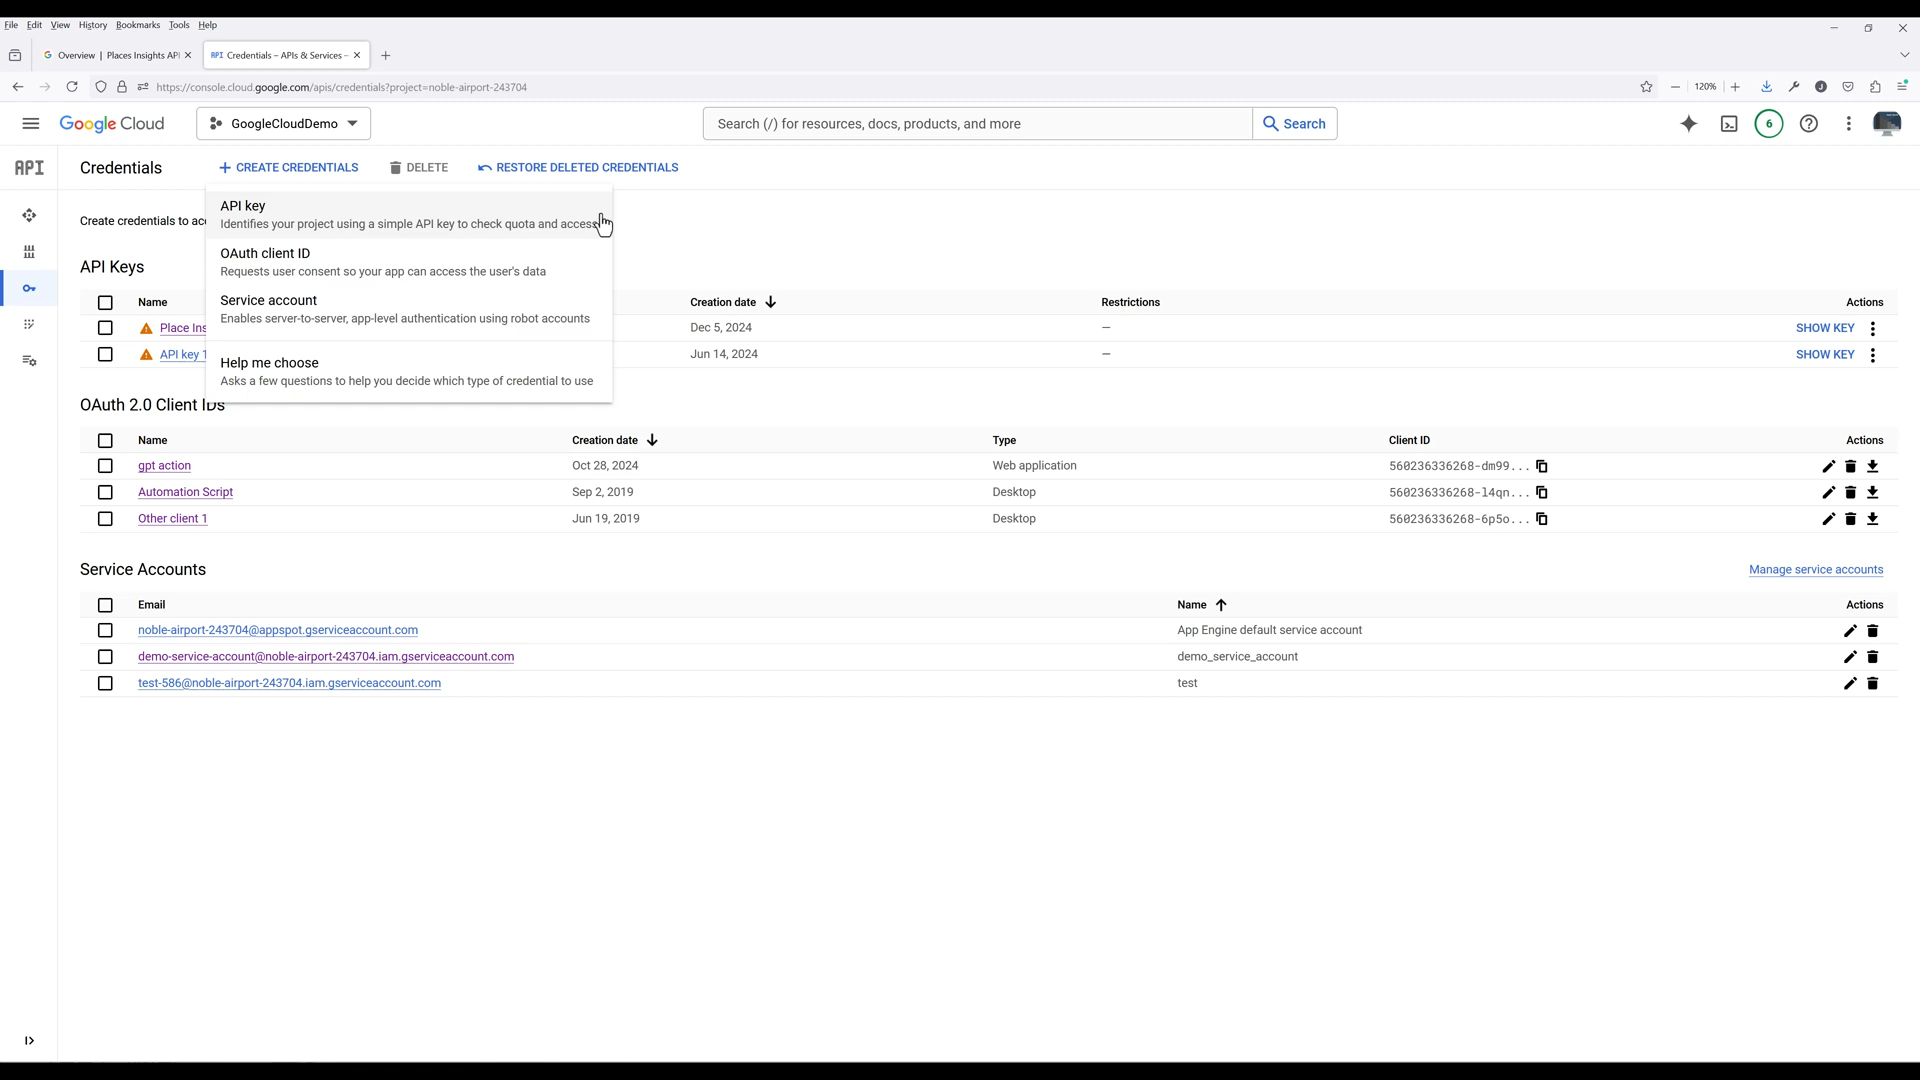 File Edit View History Bookmarks Tools Help
Overview | Places Insights API
API Credentials – APIs & Services –
https://console.cloud.google.com/apis/credentials?project=noble-airport-243704
120%
Google Cloud
GoogleCloudDemo
Search (/) for resources, docs, products, and more
Search
6
API
Credentials
CREATE CREDENTIALS
DELETE
RESTORE DELETED CREDENTIALS
Create credentials to acc
API key
Identifies your project using a simple API key to check quota and access
OAuth client ID
Requests user consent so your app can access the user's data
Service account
Enables server-to-server, app-level authentication using robot accounts
Help me choose
Asks a few questions to help you decide which type of credential to use
API Keys
Name Creation date Restrictions Actions
Place Ins Dec 5, 2024 – SHOW KEY
API key 1 Jun 14, 2024 – SHOW KEY
OAuth 2.0 Client IDs
Name Creation date Type Client ID Actions
gpt action Oct 28, 2024 Web application 560236336268-dm99...
Automation Script Sep 2, 2019 Desktop 560236336268-l4qn...
Other client 1 Jun 19, 2019 Desktop 560236336268-6p5o...
Service Accounts
Manage service accounts
Email Name Actions
noble-airport-243704@appspot.gserviceaccount.com App Engine default service account
demo-service-account@noble-airport-243704.iam.gserviceaccount.com demo_service_account
test-586@noble-airport-243704.iam.gserviceaccount.com test